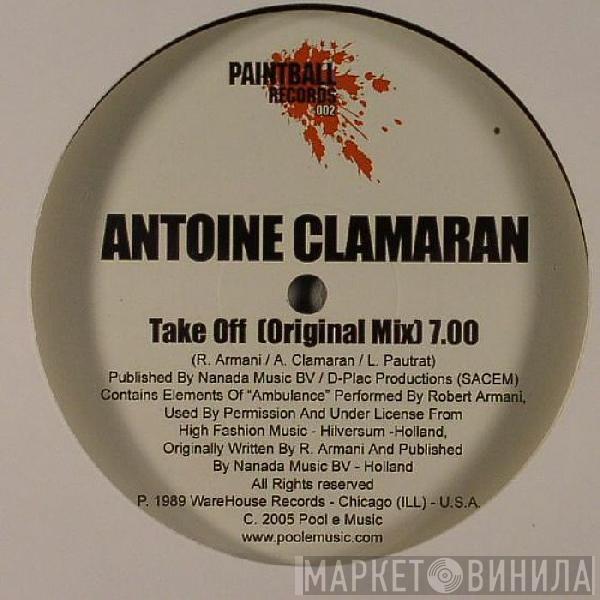 PAINTBALL
RECORDS
002
ANTOINE CLAMARAN
Take Off (Original Mix) 7.00
(R. Armani / A. Clamaran / L. Pautrat)
Published By Nanada Music BV / D-Plac Productions (SACEM)
Contains Elements Of "Ambulance" Performed By Robert Armani,
Used By Permission And Under License From
High Fashion Music - Hilversum -Holland,
Originally Written By R. Armani And Published
By Nanada Music BV - Holland
All Rights reserved
P. 1989 WareHouse Records - Chicago (ILL) - U.S.A.
C. 2005 Pool e Music
www.poolemusic.com
МАРКЕТ ВИНИЛА